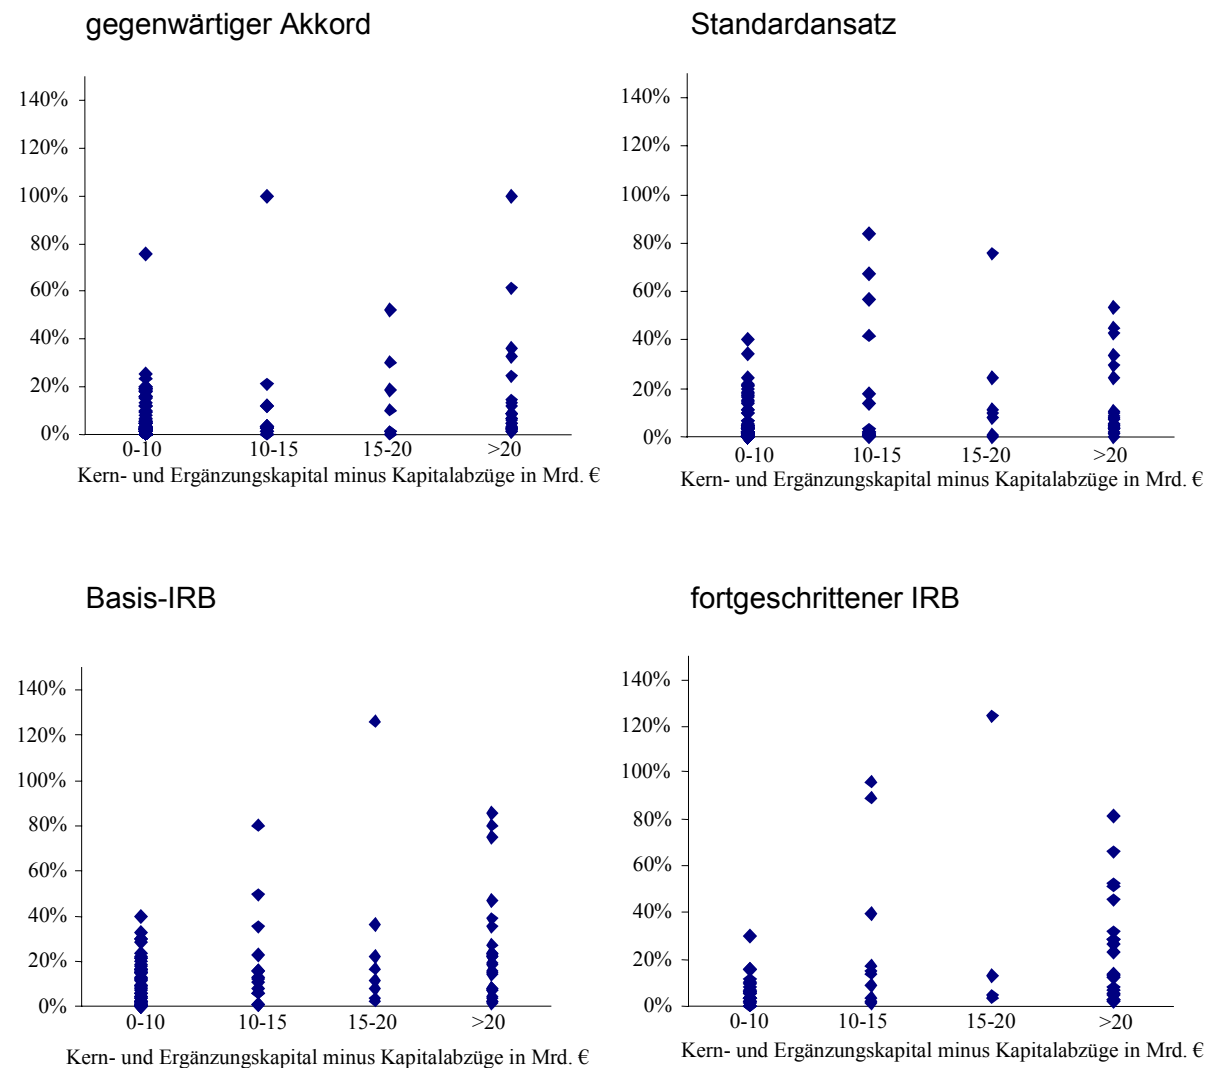 gegenwärtiger Akkord
140%
120%
100%
80%
60%
40%
20%
0%
0-10 10-15 15-20 >20
Kern- und Ergänzungskapital minus Kapitalabzüge in Mrd. €
Standardansatz
140%
120%
100%
80%
60%
40%
20%
0%
0-10 10-15 15-20 >20
Kern- und Ergänzungskapital minus Kapitalabzüge in Mrd. €
Basis-IRB
140%
120%
100%
80%
60%
40%
20%
0%
0-10 10-15 15-20 >20
Kern- und Ergänzungskapital minus Kapitalabzüge in Mrd. €
fortgeschrittener IRB
140%
120%
100%
80%
60%
40%
20%
0%
0-10 10-15 15-20 >20
Kern- und Ergänzungskapital minus Kapitalabzüge in Mrd. €